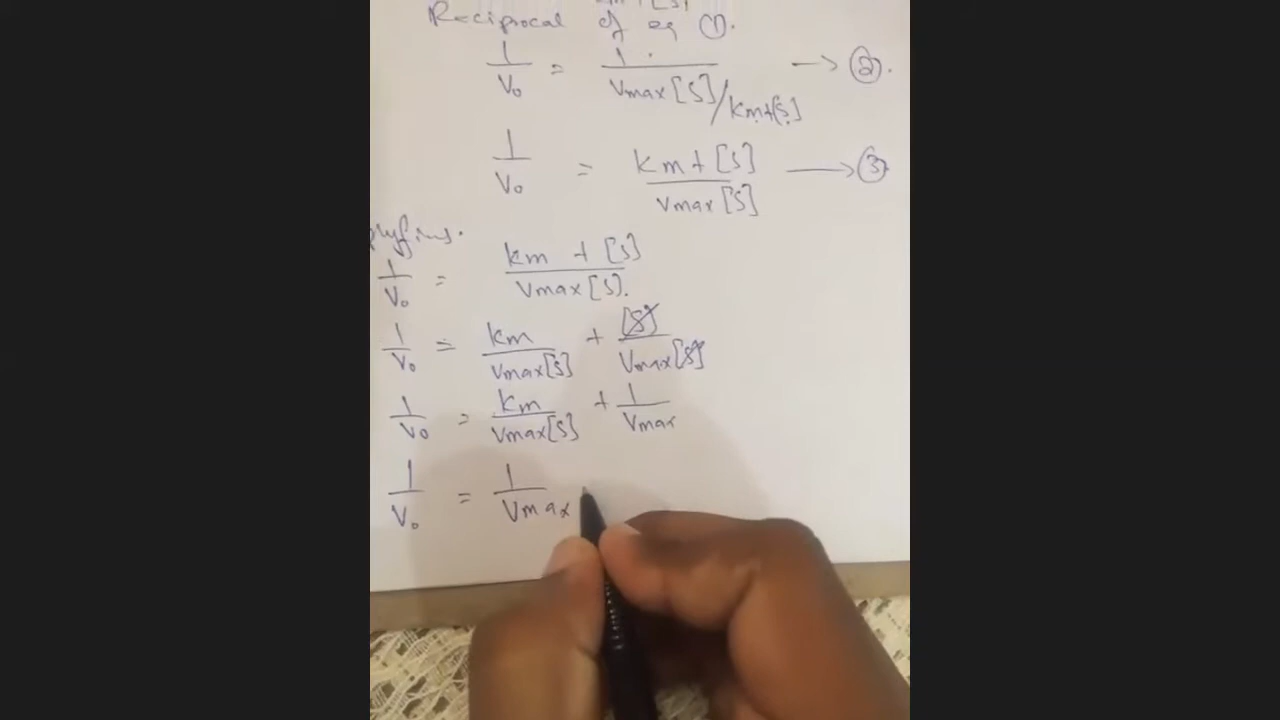 Reciprocal of eq ①.
1/V₀ = 1/Vmax[S]/km+[S] → ②.
1/V₀ = km+[S]/Vmax[S] → ③
1/V₀ = km + [S]/Vmax[S].
1/V₀ = km/Vmax[S] + [S]/Vmax[S]
1/V₀ = km/Vmax[S] + 1/Vmax
1/V₀ = 1/Vmax